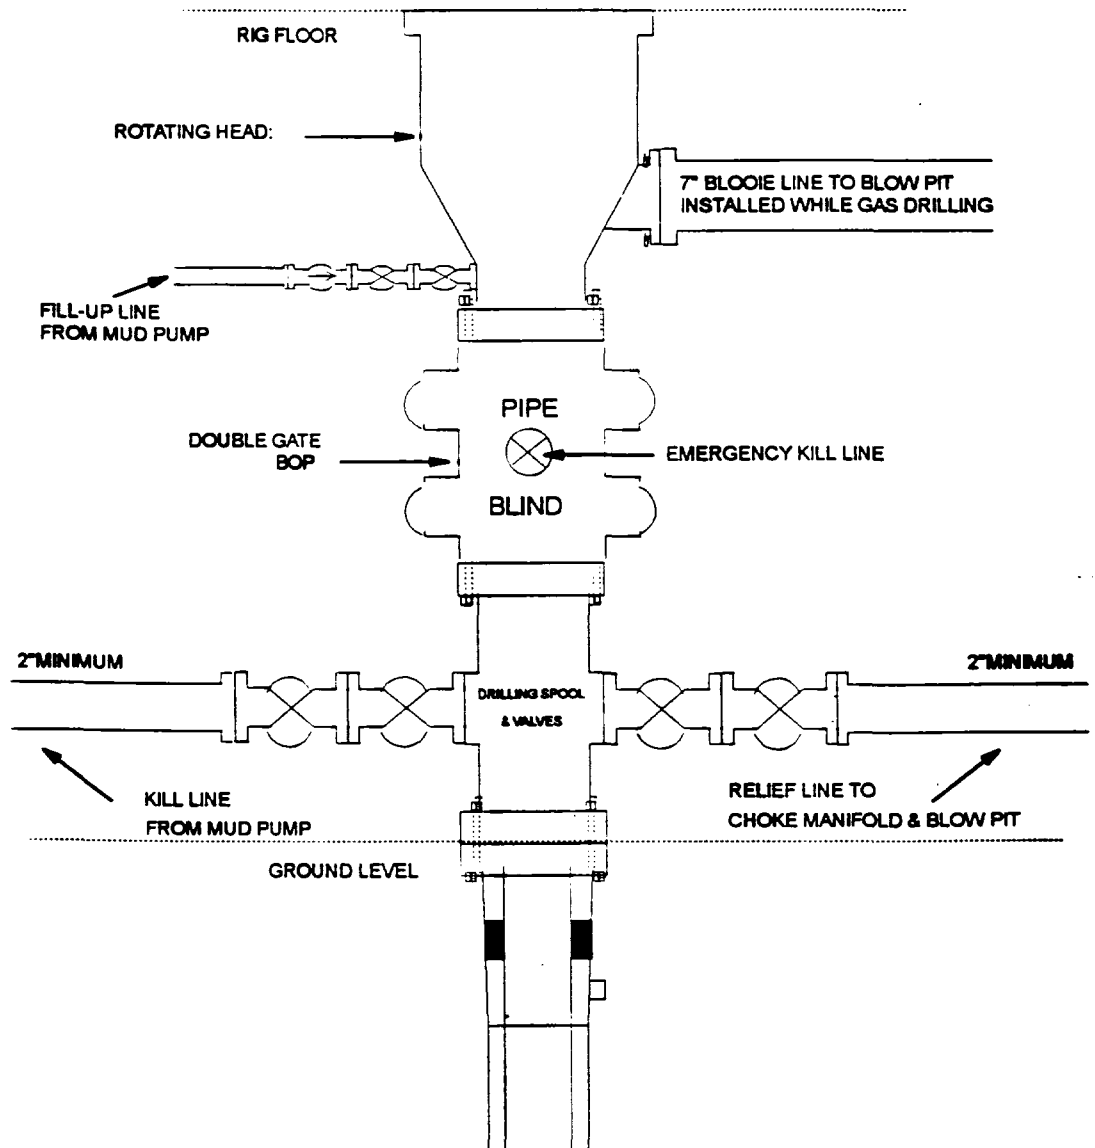 RIG FLOOR
ROTATING HEAD:
7" BLOOIE LINE TO BLOW PIT
INSTALLED WHILE GAS DRILLING
FILL-UP LINE
FROM MUD PUMP
PIPE
DOUBLE GATE
BOP
EMERGENCY KILL LINE
BLIND
2"MINIMUM
2"MINIMUM
DRILLING SPOOL
& VALVES
KILL LINE
FROM MUD PUMP
RELIEF LINE TO
CHOKE MANIFOLD & BLOW PIT
GROUND LEVEL